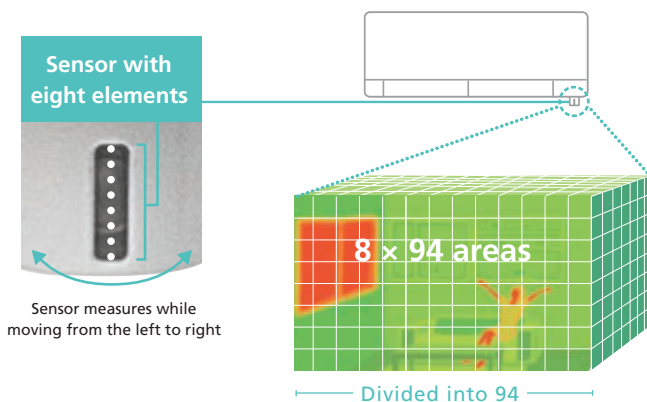 Sensor with
eight elements
8 × 94 areas
Sensor measures while
moving from the left to right
Divided into 94